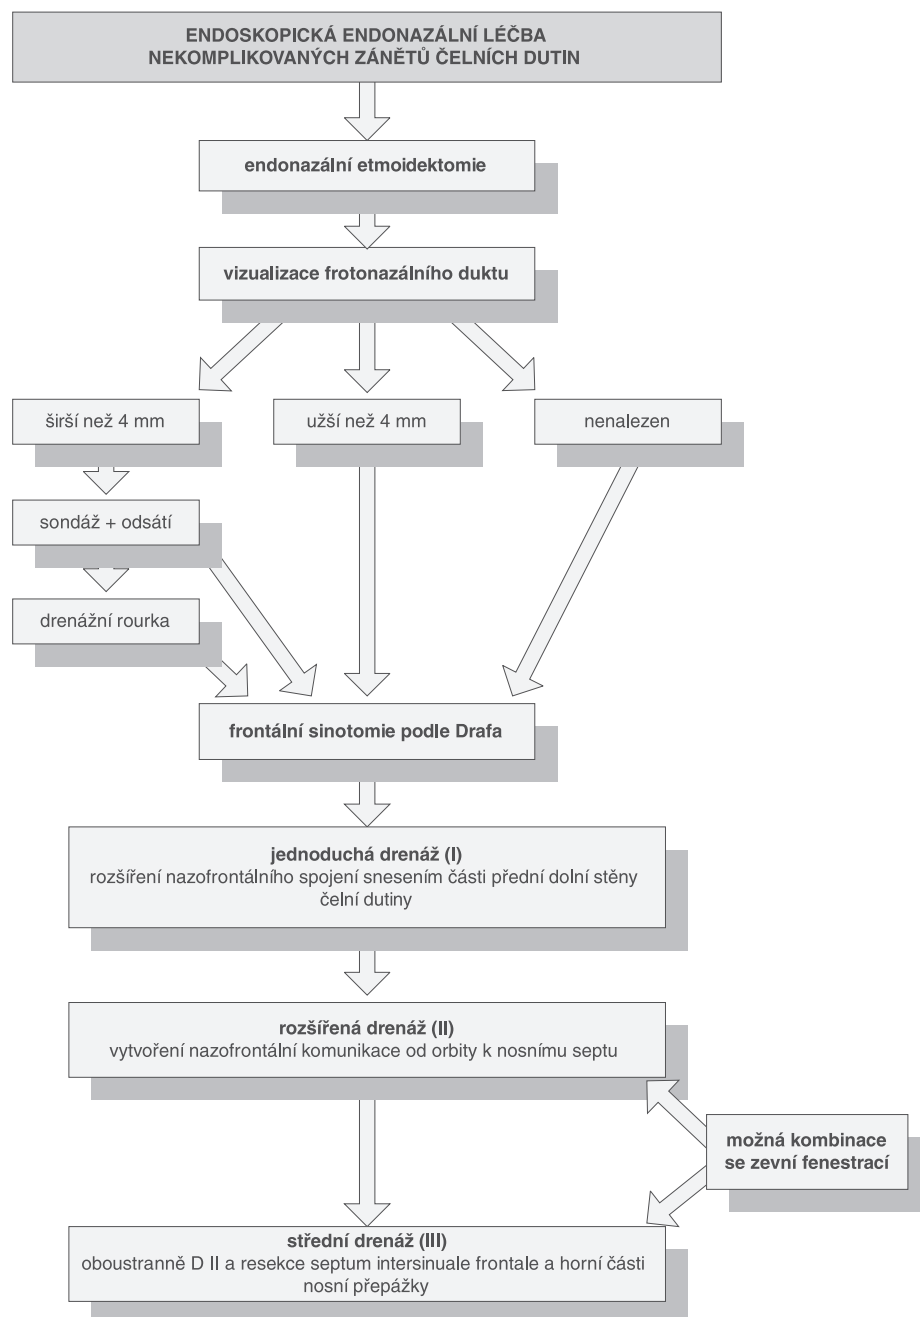 ENDOSKOPICKÁ ENDONAZÁLNÍ LÉČBA
NEKOMPLIKOVANÝCH ZÁNĚTŮ ČELNÍCH DUTIN
endonazální etmoidektomie
vizualizace frotonazálního duktu
širší než 4 mm
užší než 4 mm
nenalezen
sondáž + odsátí
drenážní rourka
frontální sinotomie podle Drafa
jednoduchá drenáž (I)
rozšíření nazofrontálního spojení snesením části přední dolní stěny
čelní dutiny
rozšířená drenáž (II)
vytvoření nazofrontální komunikace od orbity k nosnímu septu
možná kombinace
se zevní fenestrací
střední drenáž (III)
oboustranně D II a resekce septum intersinuale frontale a horní části
nosní přepážky